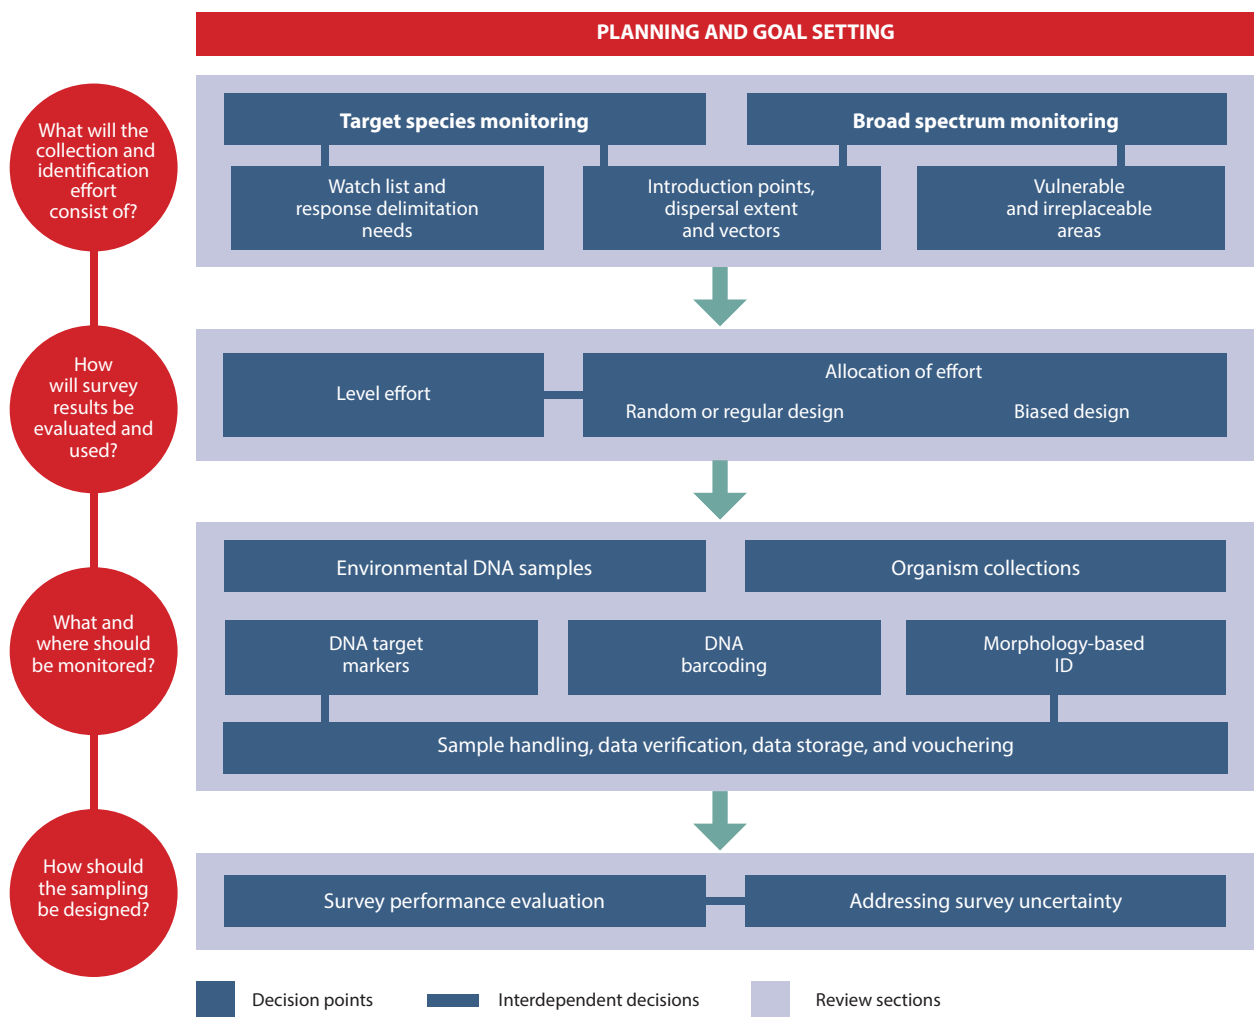 PLANNING AND GOAL SETTING
What will the
collection and
identification
effort
consist of?
Target species monitoring
Broad spectrum monitoring
Watch list and
response delimitation
needs
Introduction points,
dispersal extent
and vectors
Vulnerable
and irreplaceable
areas
How
will survey
results be
evaluated and
used?
Level effort
Allocation of effort
Random or regular design
Biased design
What and
where should
be monitored?
Environmental DNA samples
Organism collections
DNA target
markers
DNA
barcoding
Morphology-based
ID
Sample handling, data verification, data storage, and vouchering
How should
the sampling
be designed?
Survey performance evaluation
Addressing survey uncertainty
Decision points
Interdependent decisions
Review sections